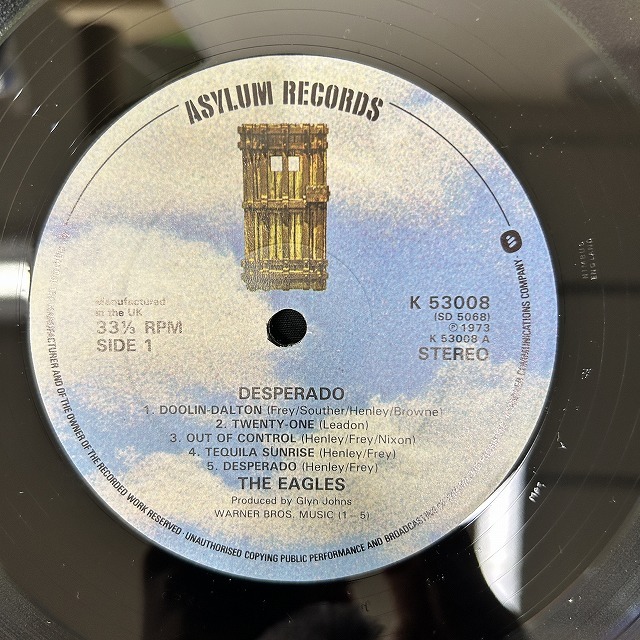 ASYLUM RECORDS
Manufactured
in the UK
33⅓ RPM
SIDE 1
K 53008
(SD 5068)
℗ 1973
K 53008 A
STEREO
DESPERADO
1. DOOLIN-DALTON (Frey/Souther/Henley/Browne)
2. TWENTY-ONE (Leadon)
3. OUT OF CONTROL (Henley/Frey/Nixon)
4. TEQUILA SUNRISE (Henley/Frey)
5. DESPERADO (Henley/Frey)
THE EAGLES
Produced by Glyn Johns
WARNER BROS. MUSIC (1–5)
MANUFACTURER AND OF THE OWNER OF THE RECORDED WORK RESERVED · UNAUTHORISED COPYING PUBLIC PERFORMANCE AND BROADCASTING
COMMUNICATIONS COMPANY
NIMBUS
ENGLAND